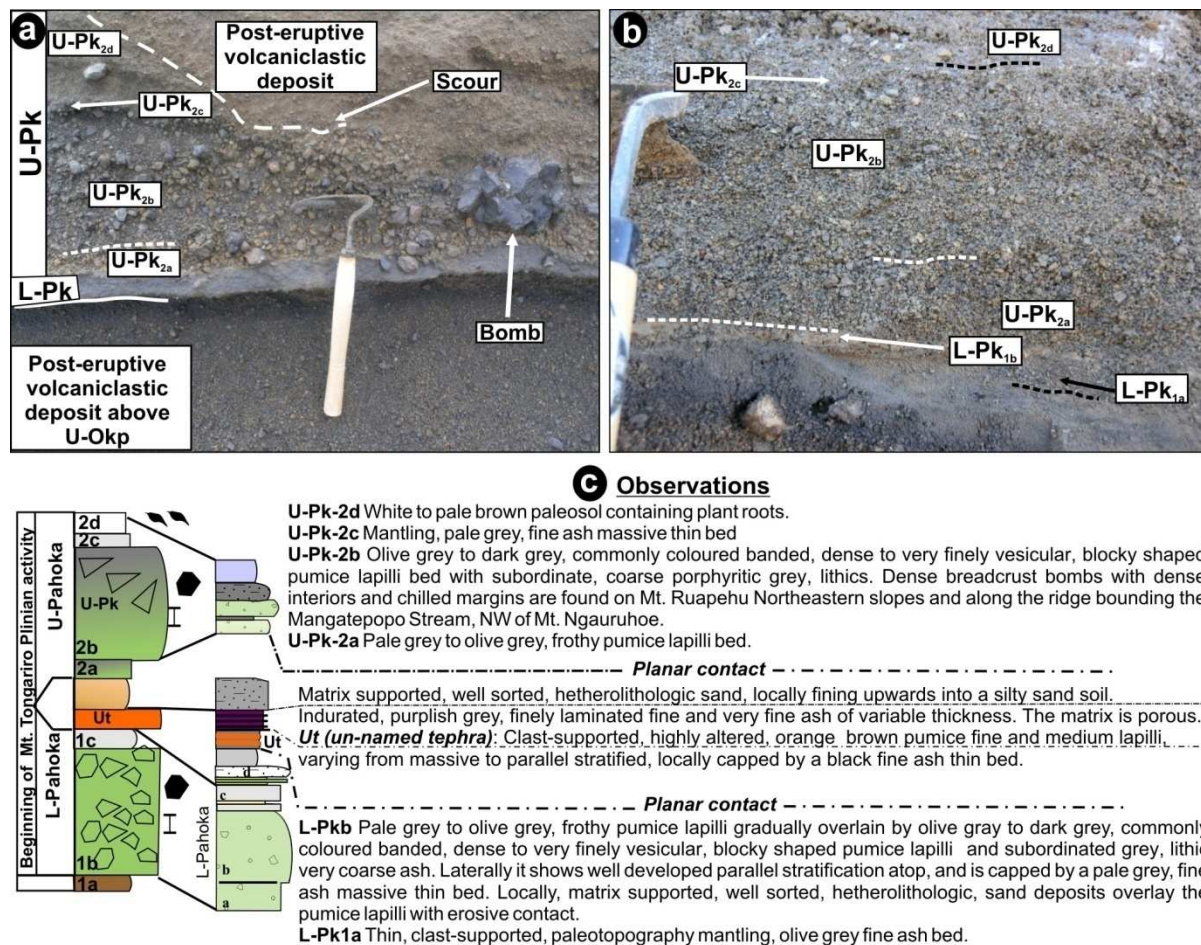 a
U-Pk2d
Post-eruptive
volcaniclastic
deposit
Scour
U-Pk2c
U-Pk
U-Pk2b
U-Pk2a
L-Pk
Bomb
Post-eruptive
volcaniclastic
deposit above
U-Okp
b
U-Pk2d
U-Pk2c
U-Pk2b
U-Pk2a
L-Pk1b
L-Pk1a
c Observations
Beginning of Mt. Tongariro Plinian activity
U-Pahoka
L-Pahoka
2d
2c
U-Pk
2b
2a
Ut
1c
1b
1a
Ut
d
c
b
a
L-Pahoka
U-Pk-2d White to pale brown paleosol containing plant roots.
U-Pk-2c Mantling, pale grey, fine ash massive thin bed
U-Pk-2b Olive grey to dark grey, commonly coloured banded, dense to very finely vesicular, blocky shaped
pumice lapilli bed with subordinate, coarse porphyritic grey, lithics. Dense breadcrust bombs with dense
interiors and chilled margins are found on Mt. Ruapehu Northeastern slopes and along the ridge bounding the
Mangatepopo Stream, NW of Mt. Ngauruhoe.
U-Pk-2a Pale grey to olive grey, frothy pumice lapilli bed.
Planar contact
Matrix supported, well sorted, hetherolithologic sand, locally fining upwards into a silty sand soil.
Indurated, purplish grey, finely laminated fine and very fine ash of variable thickness. The matrix is porous.
Ut (un-named tephra): Clast-supported, highly altered, orange brown pumice fine and medium lapilli,
varying from massive to parallel stratified, locally capped by a black fine ash thin bed.
Planar contact
L-Pkb Pale grey to olive grey, frothy pumice lapilli gradually overlain by olive gray to dark grey, commonly
coloured banded, dense to very finely vesicular, blocky shaped pumice lapilli and subordinated grey, lithic
very coarse ash. Laterally it shows well developed parallel stratification atop, and is capped by a pale grey, fine
ash massive thin bed. Locally, matrix supported, well sorted, hetherolithologic, sand deposits overlay the
pumice lapilli with erosive contact.
L-Pk1a Thin, clast-supported, paleotopography mantling, olive grey fine ash bed.